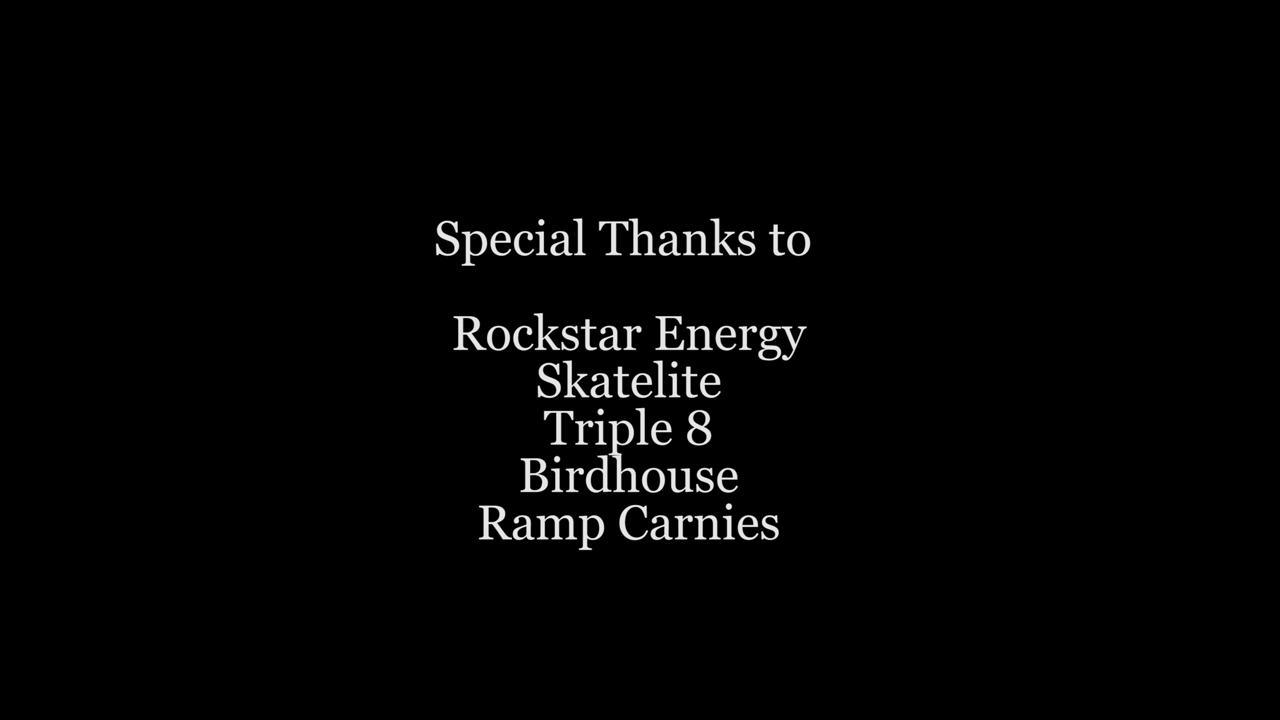 Special Thanks to
Rockstar Energy
Skatelite
Triple 8
Birdhouse
Ramp Carnies